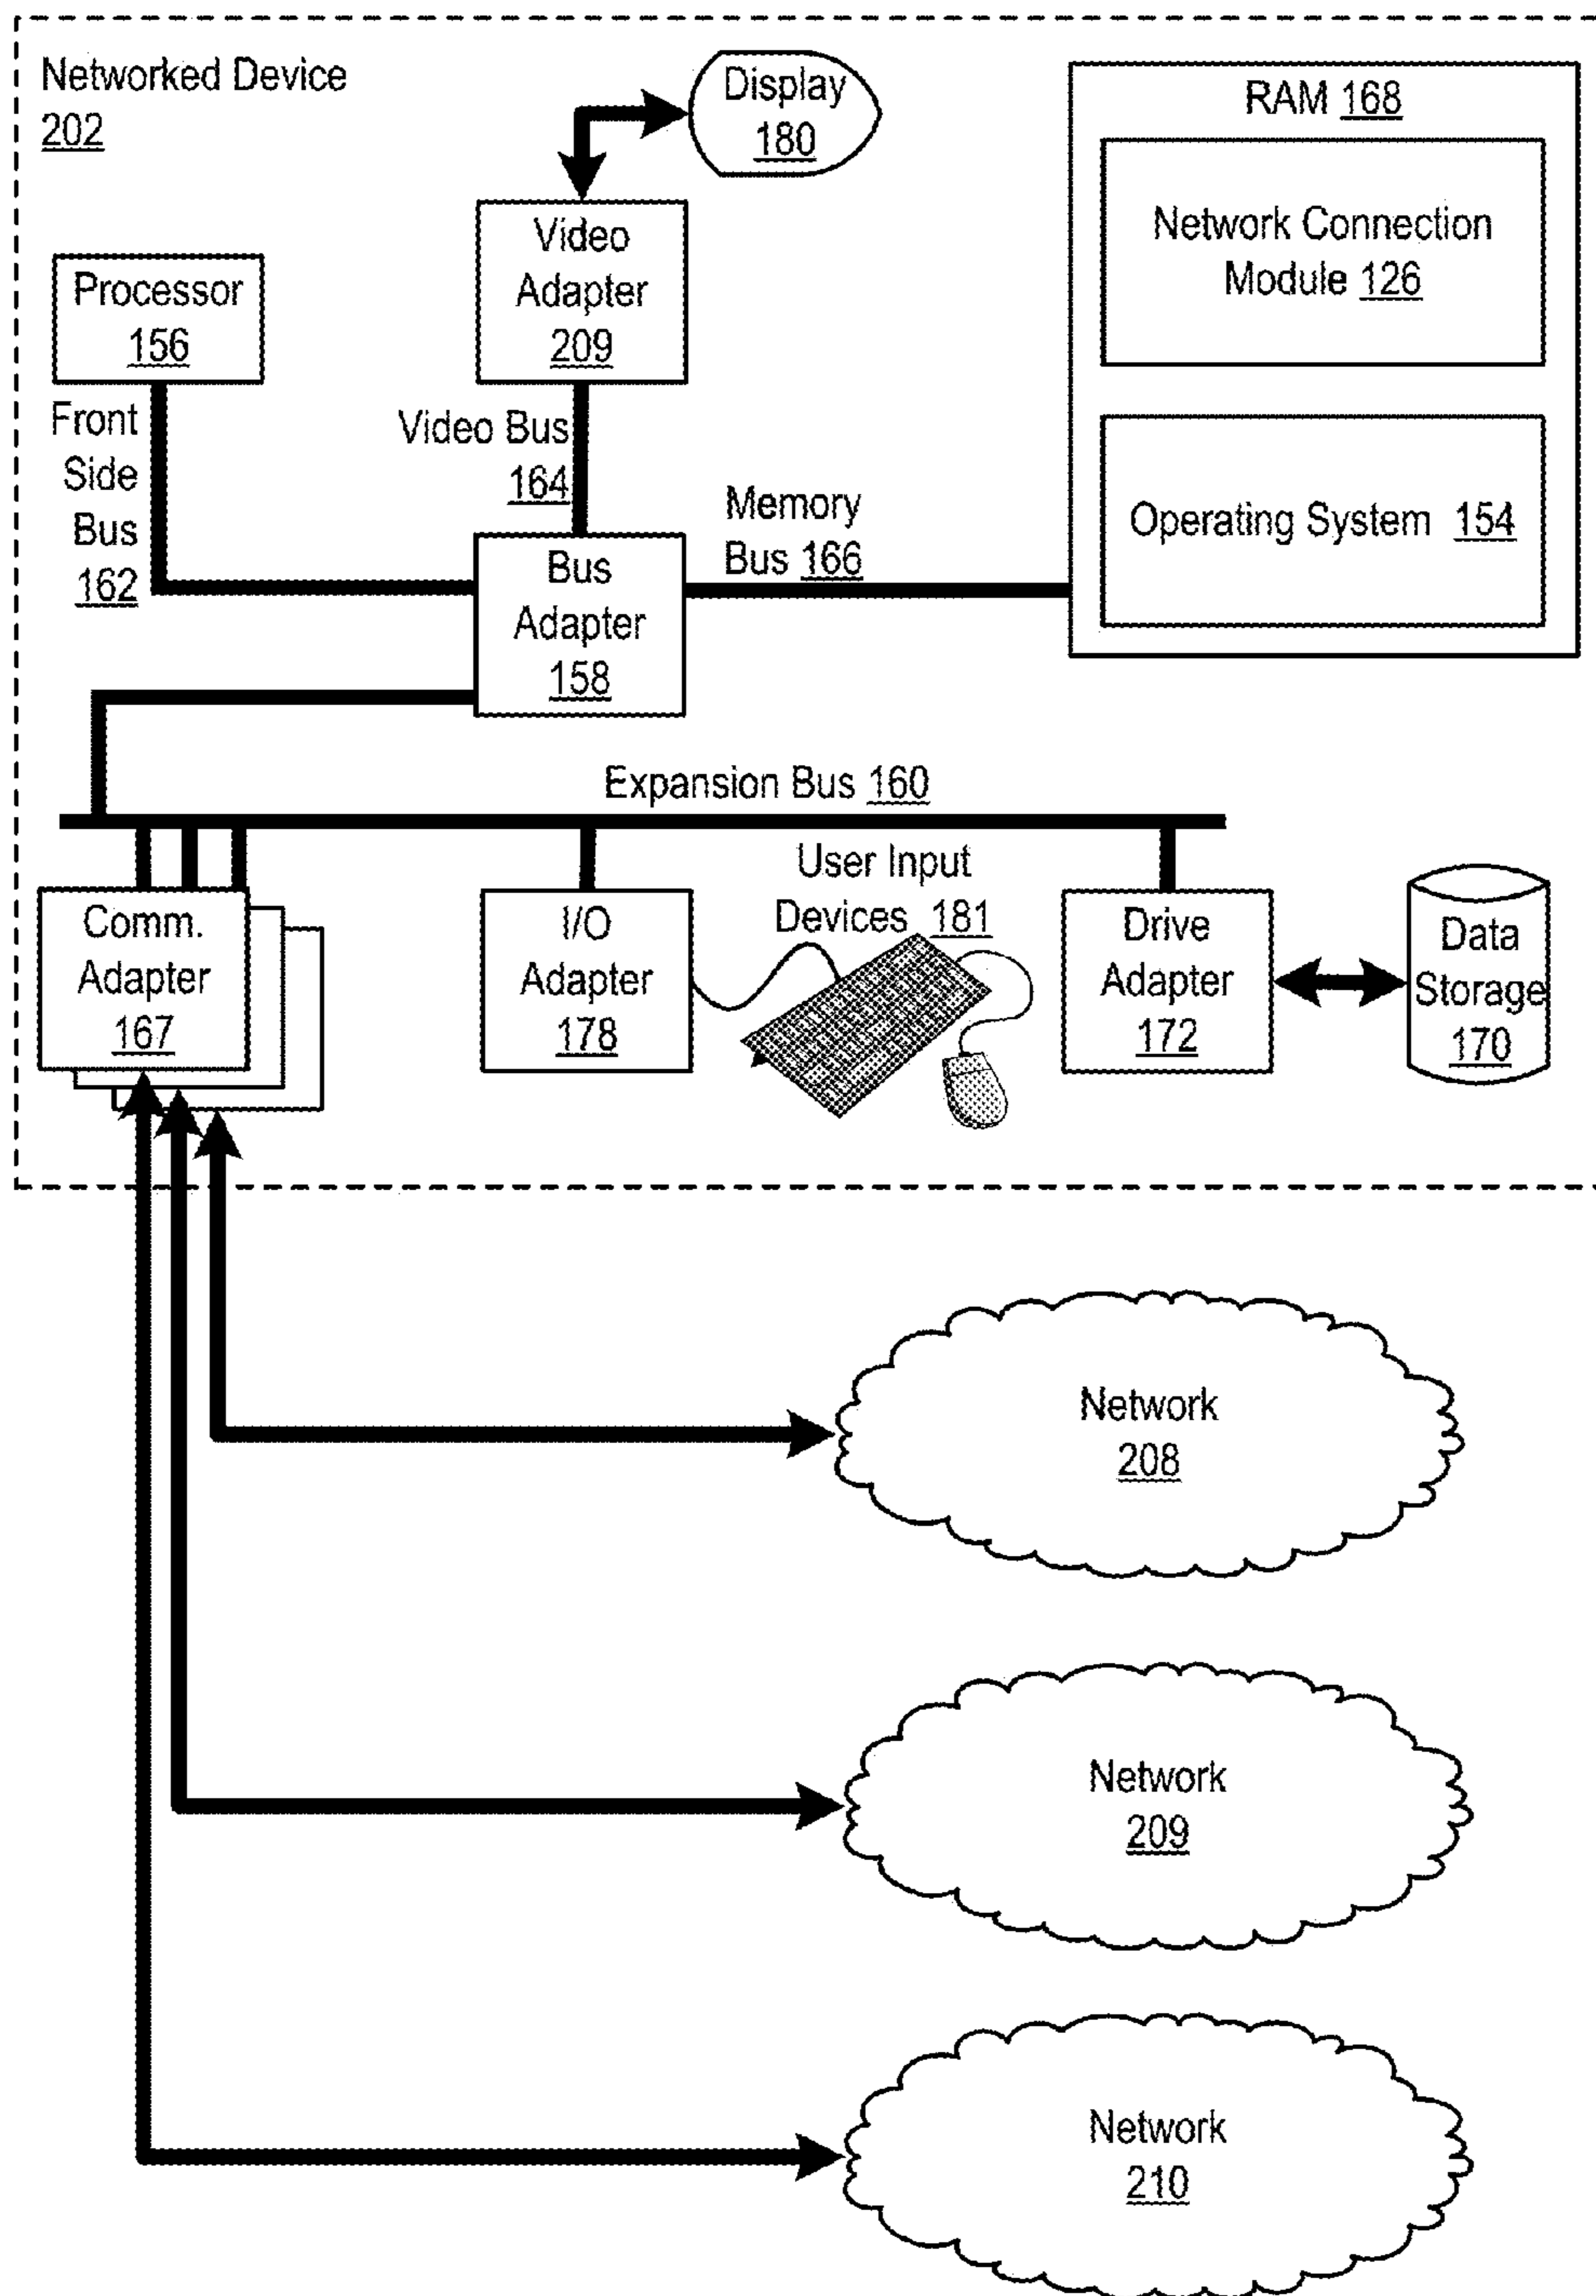 Networked Device
202
Display
180
RAM 168
Network Connection
Module 126
Operating System 154
Video
Adapter
209
Processor
156
Front
Side
Bus
162
Video Bus
164
Memory
Bus 166
Bus
Adapter
158
Expansion Bus 160
Comm.
Adapter
167
I/O
Adapter
178
User Input
Devices 181
Drive
Adapter
172
Data
Storage
170
Network
208
Network
209
Network
210